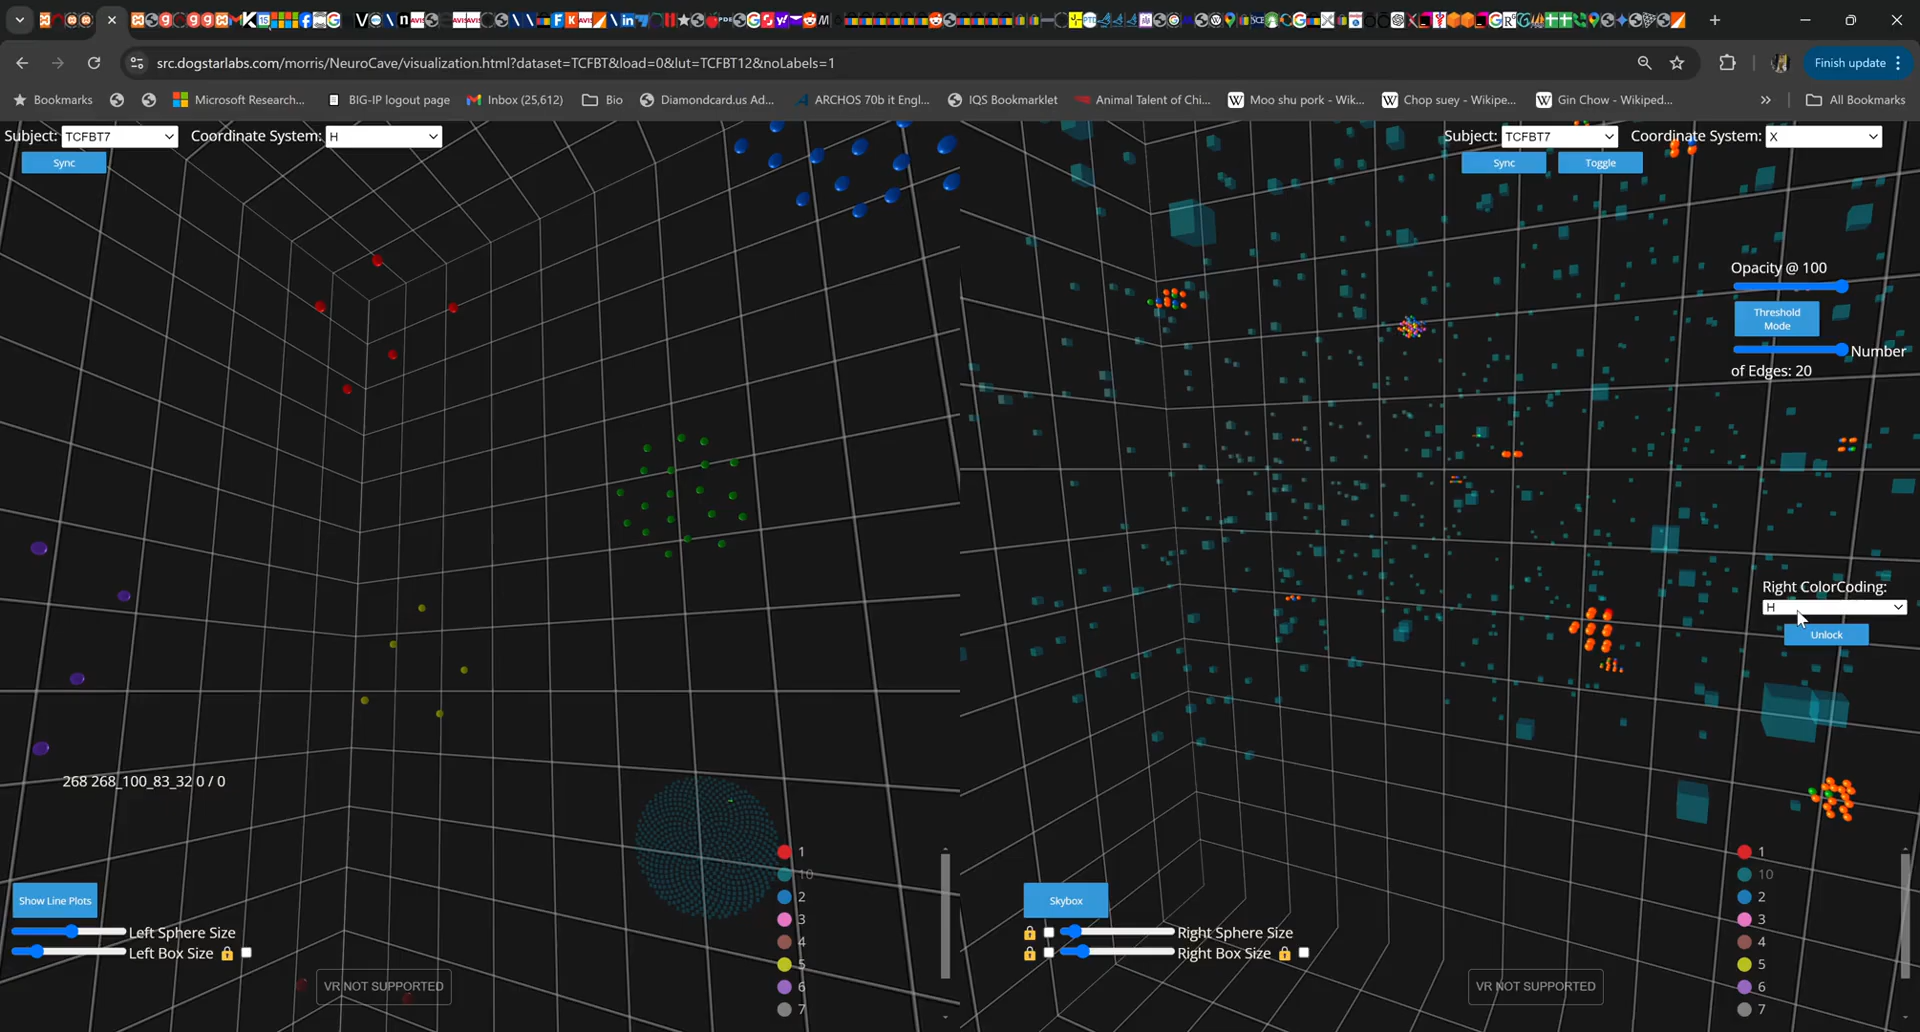 src.dogstarlabs.com/morris/NeuroCave/visualization.html?dataset=TCFBT&load=0&lut=TCFBT12&noLabels=1
Finish update
Bookmarks
Microsoft Research...
BIG-IP logout page
Inbox (25,612)
Bio
Diamondcard.us Ad...
ARCHOS 70b it Engl...
IQS Bookmarklet
Animal Talent of Chi...
Moo shu pork - Wik...
Chop suey - Wikipe...
Gin Chow - Wikiped...
»
All Bookmarks
Subject: TCFBT7 Coordinate System: H
Sync
Subject: TCFBT7 Coordinate System: X
Sync Toggle
Opacity @ 100
Threshold
Mode
Number
of Edges: 20
Right ColorCoding:
H
Unlock
268 268_100_83_32 0 / 0
Show Line Plots
Left Sphere Size
Left Box Size
VR NOT SUPPORTED
1
10
2
3
4
5
6
7
Skybox
Right Sphere Size
Right Box Size
VR NOT SUPPORTED
1
10
2
3
4
5
6
7